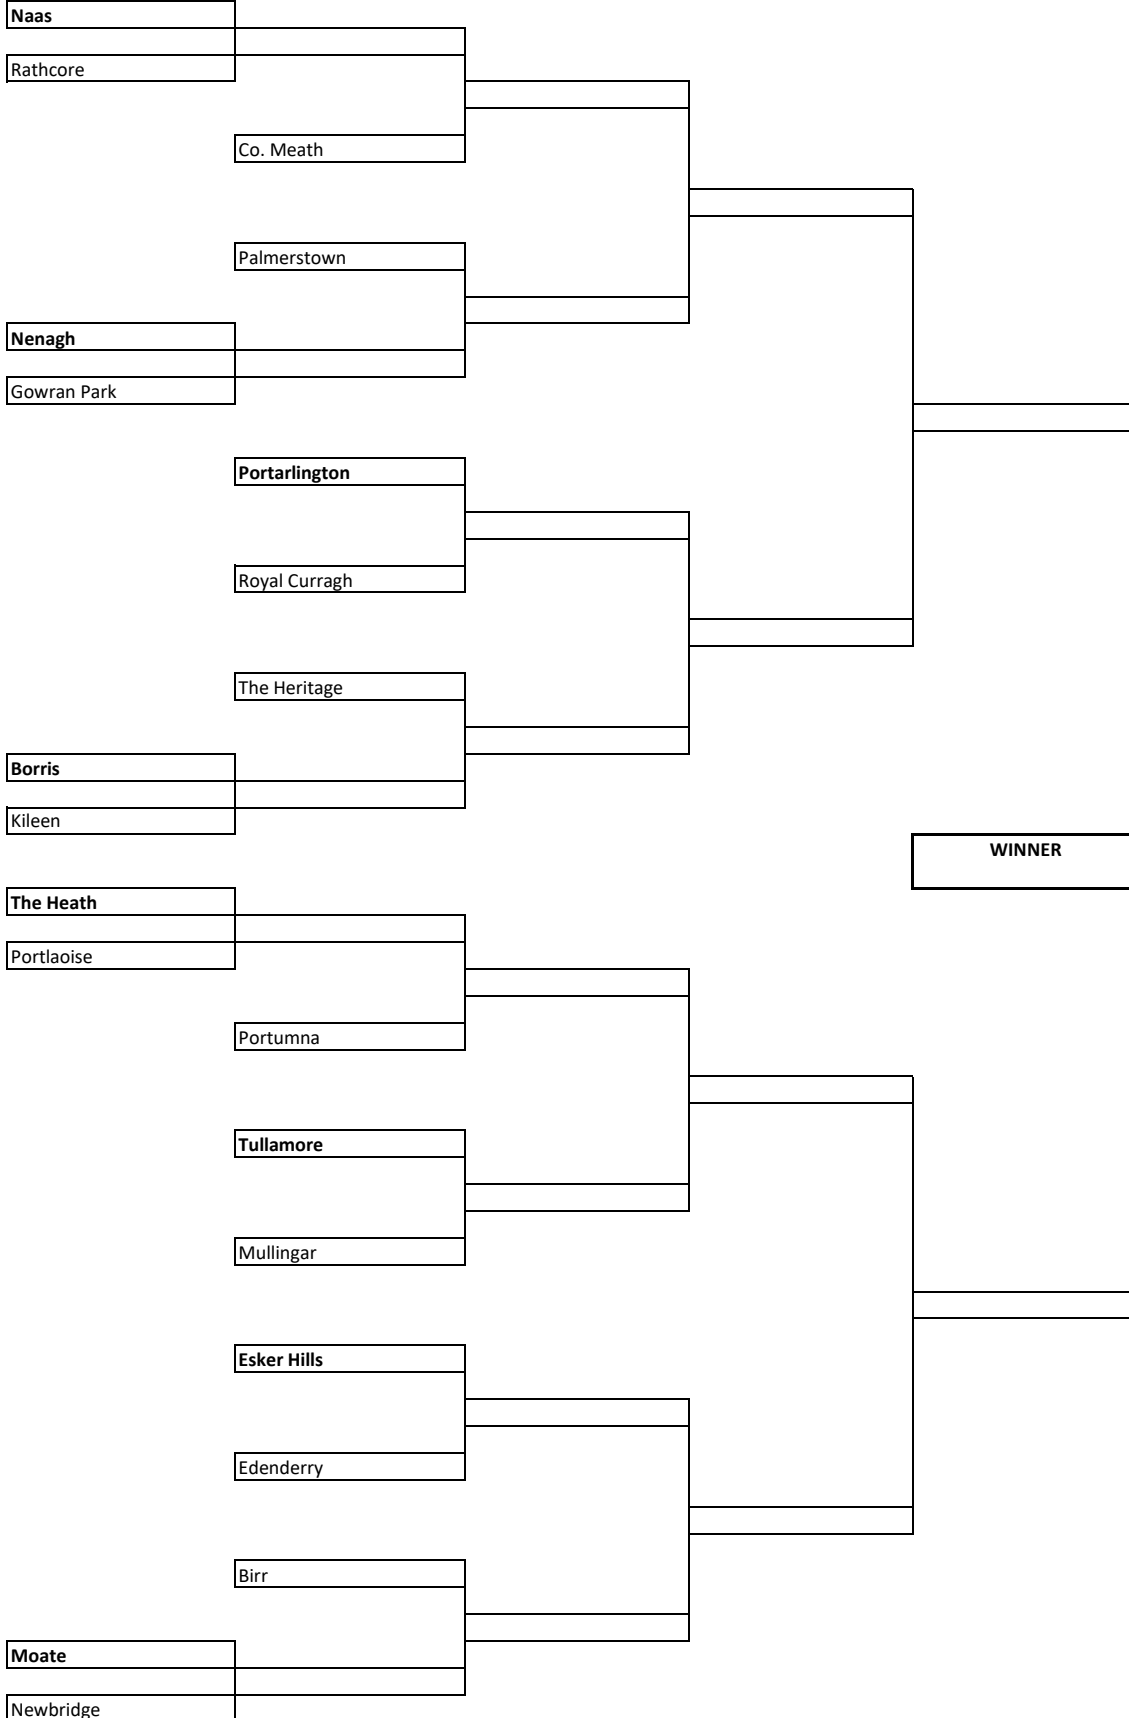 Naas
Rathcore
Co. Meath
Palmerstown
Nenagh
Gowran Park
Portarlington
Royal Curragh
The Heritage
Borris
Kileen
WINNER
The Heath
Portlaoise
Portumna
Tullamore
Mullingar
Esker Hills
Edenderry
Birr
Moate
Newbridge